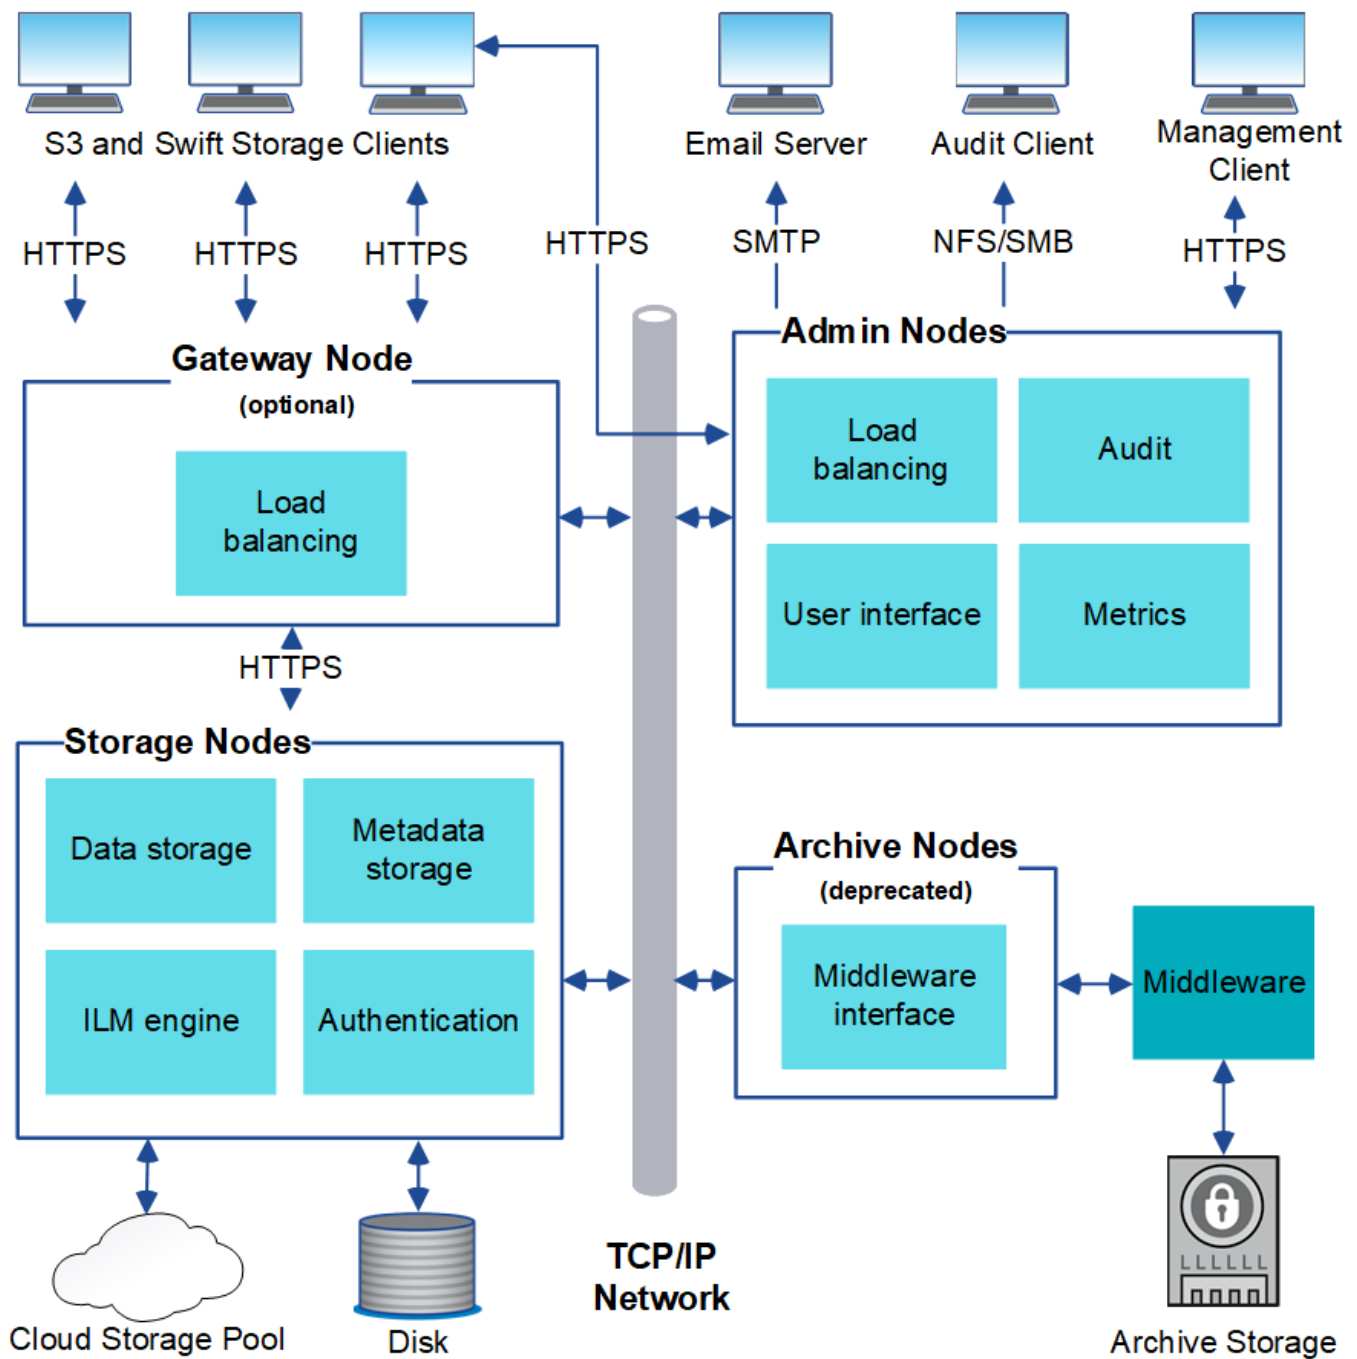 S3 and Swift Storage Clients
Email Server
Audit Client
Management
Client
HTTPS
HTTPS
HTTPS
HTTPS
SMTP
NFS/SMB
HTTPS
Gateway Node
(optional)
Load
balancing
Admin Nodes
Load
balancing
Audit
User interface
Metrics
HTTPS
Storage Nodes
Data storage
Metadata
storage
ILM engine
Authentication
Archive Nodes
(deprecated)
Middleware
interface
Middleware
TCP/IP
Network
Cloud Storage Pool
Disk
LLLLLL
Archive Storage